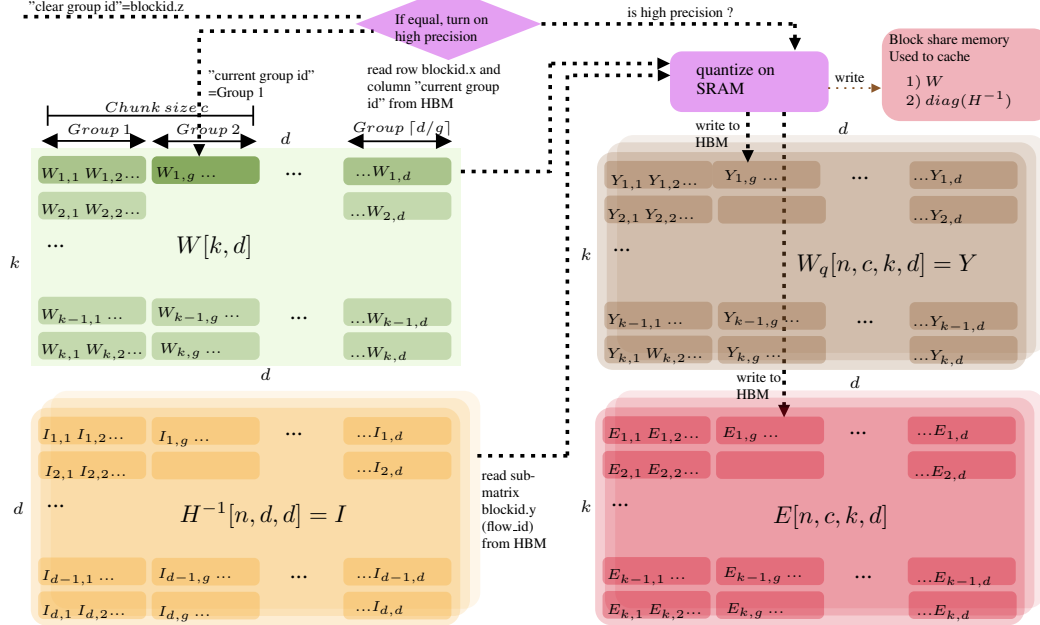 "clear group id"=blockid.z
If equal, turn on
high precision
is high precision ?
"current group id"
=Group 1
read row blockid.x and
column "current group
id" from HBM
quantize on
SRAM
write
Block share memory
Used to cache
1) W
2) diag(H^{-1})
Chunk size c
Group 1
Group 2
d
Group ⌈d/g⌉
W_{1,1} W_{1,2}...
W_{1,g} ...
...
...W_{1,d}
W_{2,1} W_{2,2}...
...W_{2,d}
...
W[k, d]
k
W_{k-1,1} ...
W_{k-1,g} ...
...
...W_{k-1,d}
W_{k,1} W_{k,2}...
W_{k,g} ...
...W_{k,d}
write to
HBM
d
Y_{1,1} Y_{1,2}...
Y_{1,g} ...
...
...Y_{1,d}
Y_{2,1} Y_{2,2}...
...Y_{2,d}
...
k
W_q[n, c, k, d] = Y
Y_{k-1,1} ...
Y_{k-1,g} ...
...
...Y_{k-1,d}
Y_{k,1} W_{k,2}...
Y_{k,g} ...
...Y_{k,d}
d
I_{1,1} I_{1,2}...
I_{1,g} ...
...
...I_{1,d}
I_{2,1} I_{2,2}...
...I_{2,d}
...
d
H^{-1}[n, d, d] = I
I_{d-1,1} ...
I_{d-1,g} ...
...
...I_{d-1,d}
I_{d,1} I_{d,2}...
I_{d,g} ...
...I_{d,d}
read sub-
matrix
blockid.y
(flow_id)
from HBM
write to
HBM
d
E_{1,1} E_{1,2}...
E_{1,g} ...
...
...E_{1,d}
E_{2,1} E_{2,2}...
...E_{2,d}
...
k
E[n, c, k, d]
E_{k-1,1} ...
E_{k-1,g} ...
...
...E_{k-1,d}
E_{k,1} E_{k,2}...
E_{k,g} ...
...E_{k,d}